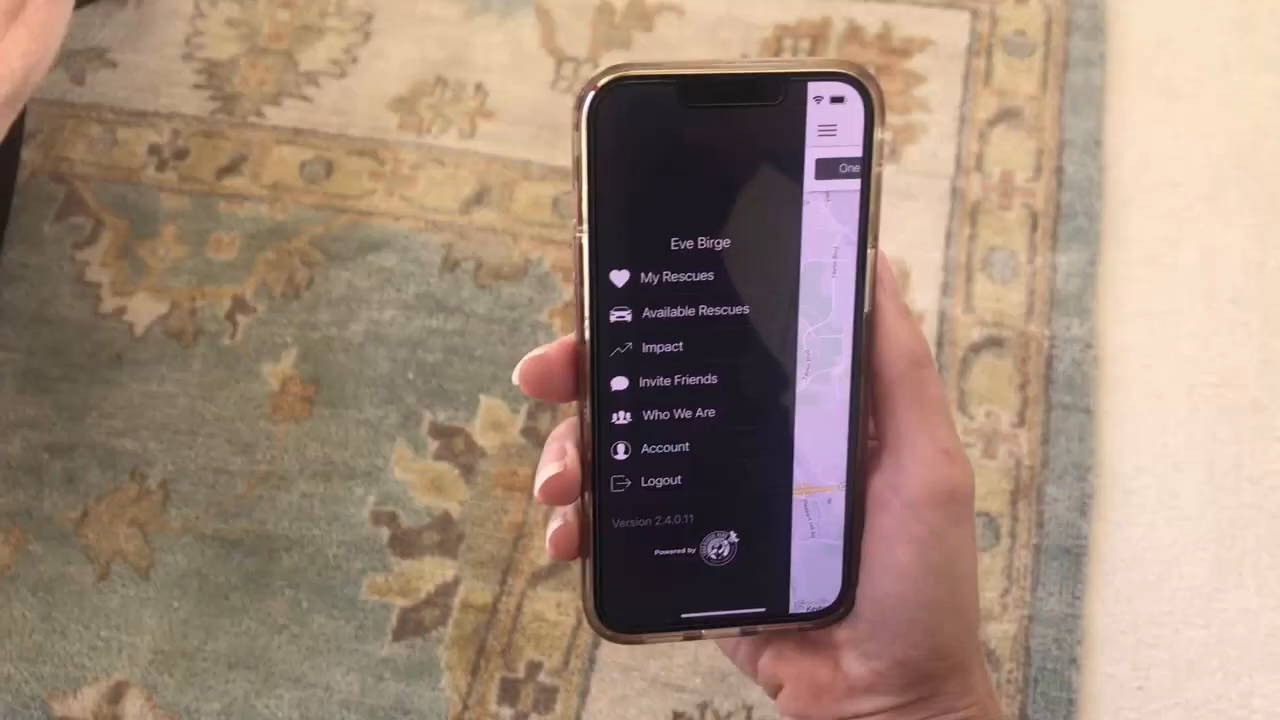 One
Eve Birge
My Rescues
Available Rescues
Impact
Invite Friends
Who We Are
Account
Logout
Version 2.4.0.11
Powered by